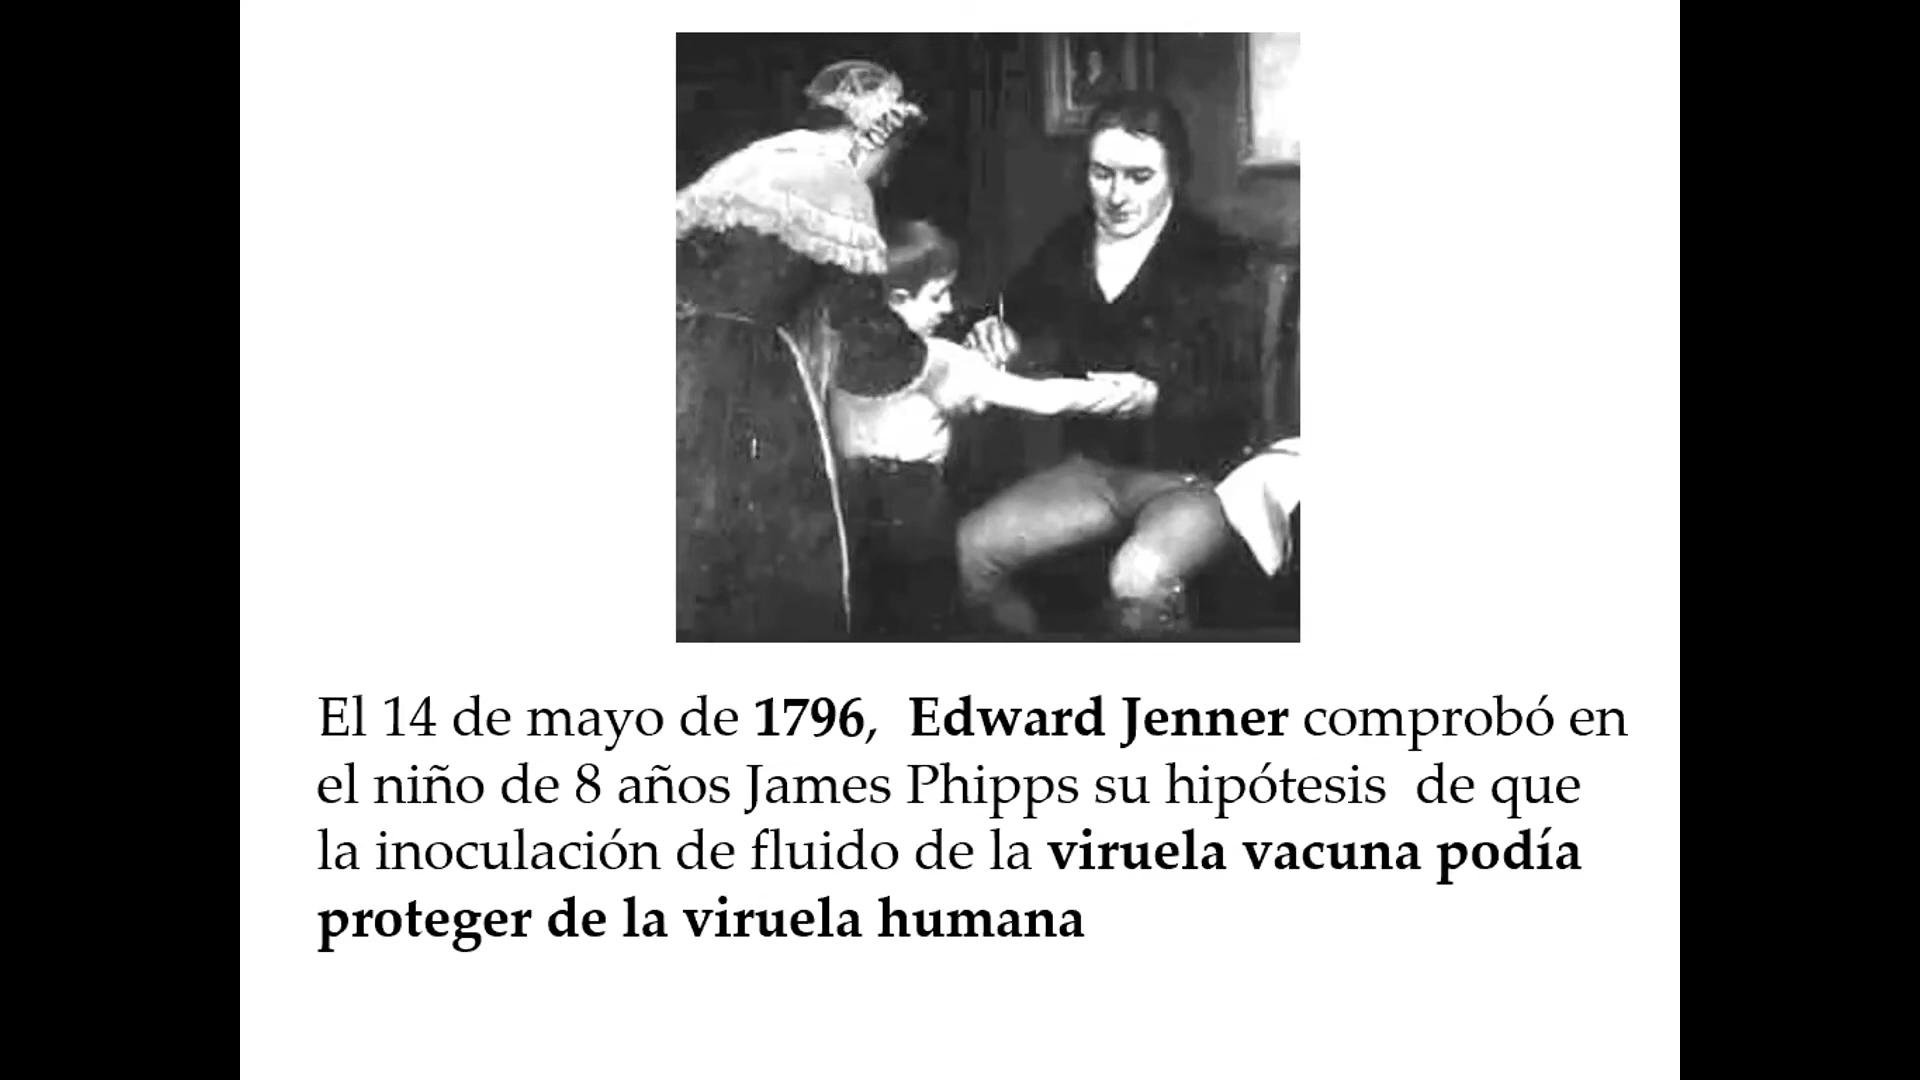 El 14 de mayo de 1796,  Edward Jenner comprobó en
el niño de 8 años James Phipps su hipótesis  de que
la inoculación de fluido de la viruela vacuna podía
proteger de la viruela humana